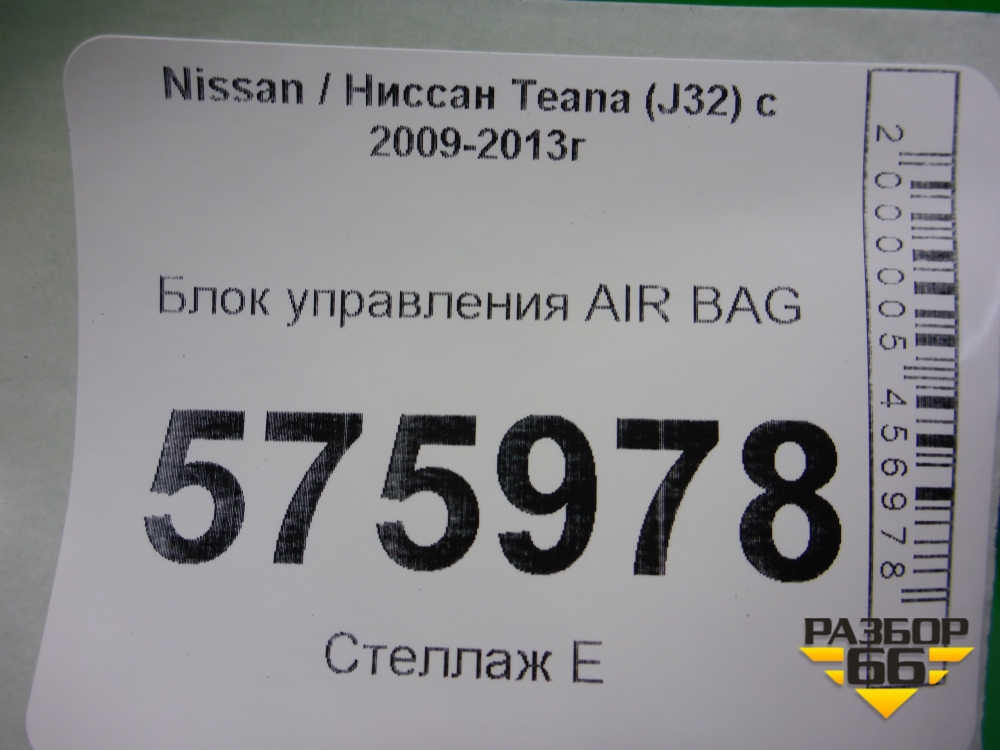 Nissan / Ниссан Teana (J32) с
2009-2013г
Блок управления AIR BAG
575978
Стеллаж Е
2000005456978
РАЗБОР
66